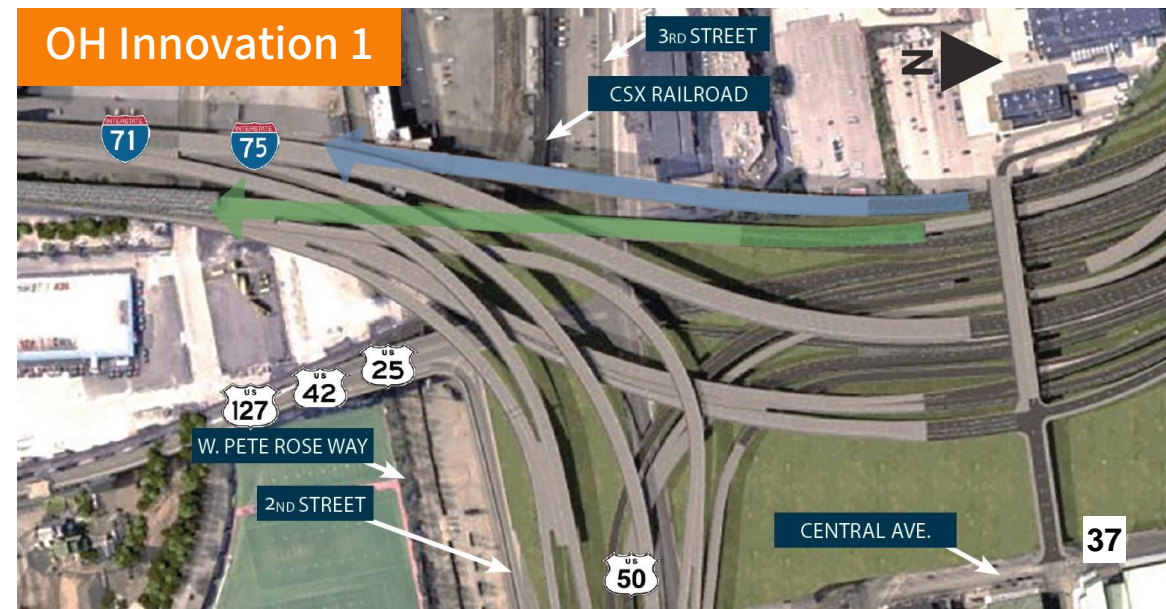 OH Innovation 1
3RD STREET
N
CSX RAILROAD
INTERSTATE
71
INTERSTATE
75
US
25
US
42
US
127
W. PETE ROSE WAY
2ND STREET
CENTRAL AVE.
37
US
50